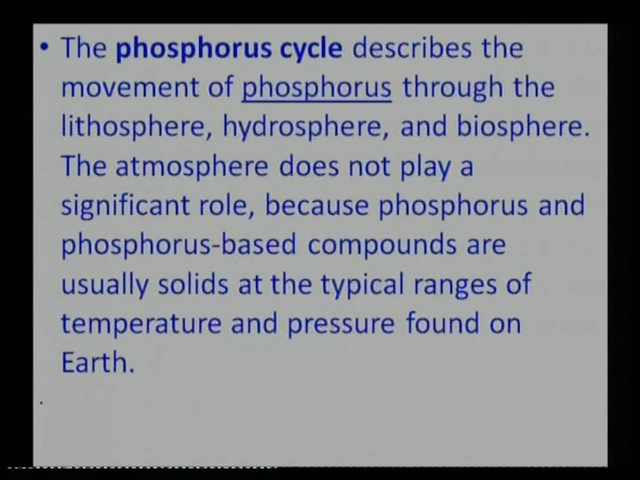 • The phosphorus cycle describes the
movement of phosphorus through the
lithosphere, hydrosphere, and biosphere.
The atmosphere does not play a
significant role, because phosphorus and
phosphorus-based compounds are
usually solids at the typical ranges of
temperature and pressure found on
Earth.
.